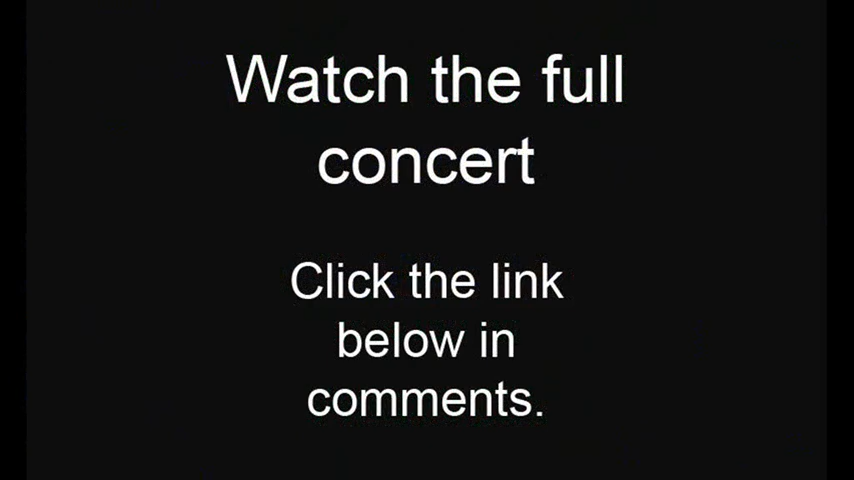 Watch the full
concert
Click the link
below in
comments.